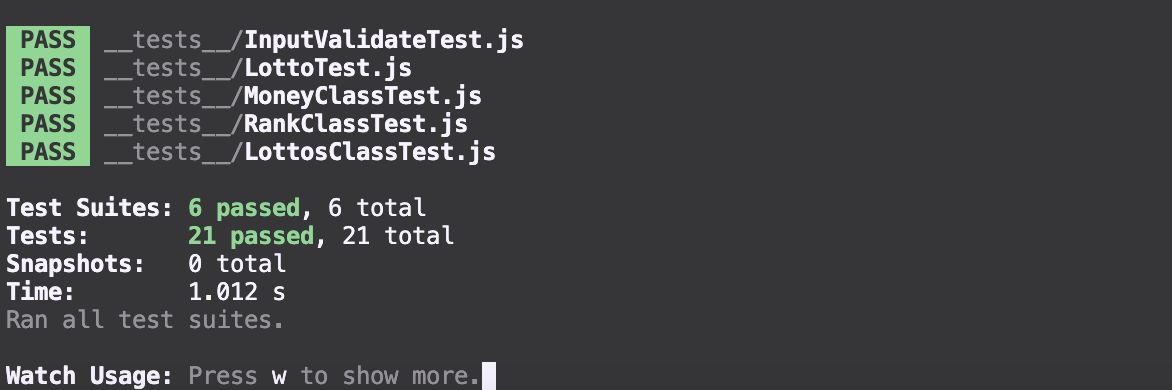 PASS __tests__/InputValidateTest.js
PASS __tests__/LottoTest.js
PASS __tests__/MoneyClassTest.js
PASS __tests__/RankClassTest.js
PASS __tests__/LottosClassTest.js
Test Suites: 6 passed, 6 total
Tests: 21 passed, 21 total
Snapshots: 0 total
Time: 1.012 s
Ran all test suites.
Watch Usage: Press w to show more.